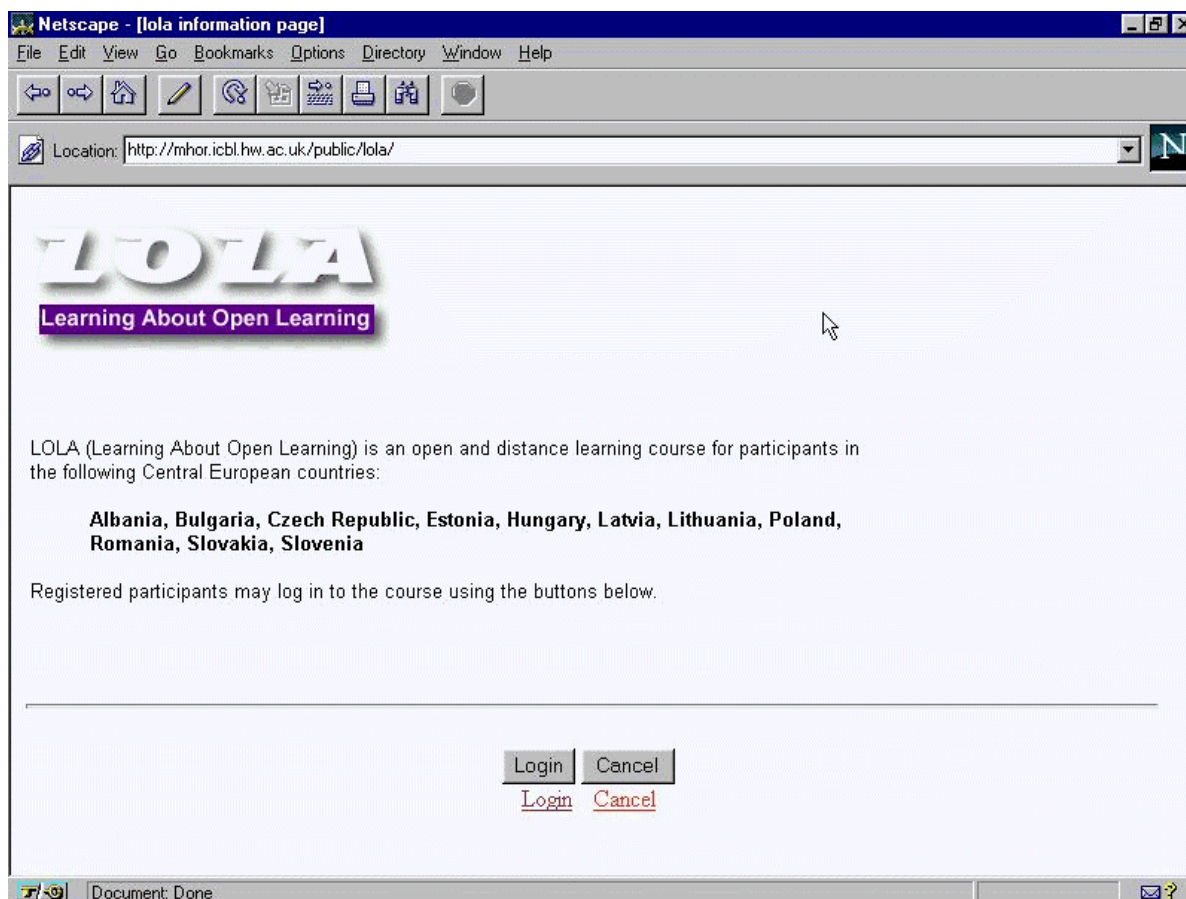 Netscape - [lola information page]
File Edit View Go Bookmarks Options Directory Window Help
Location: http://mhor.icbl.hw.ac.uk/public/lola/
N
LOLA
Learning About Open Learning
LOLA (Learning About Open Learning) is an open and distance learning course for participants in
the following Central European countries:
Albania, Bulgaria, Czech Republic, Estonia, Hungary, Latvia, Lithuania, Poland,
Romania, Slovakia, Slovenia
Registered participants may log in to the course using the buttons below.
Login Cancel
Login Cancel
Document: Done